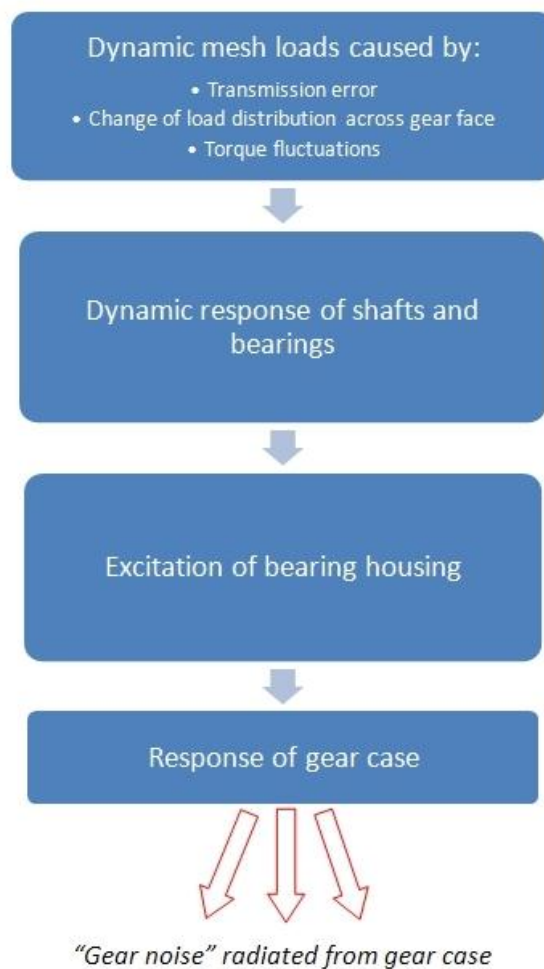 Dynamic mesh loads caused by:
• Transmission error
• Change of load distribution across gear face
• Torque fluctuations
Dynamic response of shafts and
bearings
Excitation of bearing housing
Response of gear case
“Gear noise” radiated from gear case